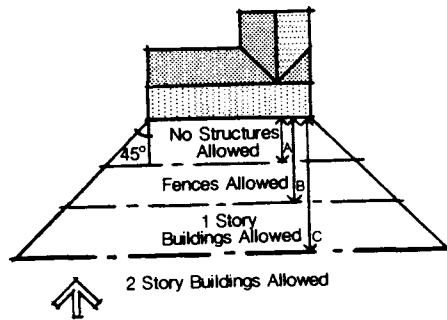 No Structures
Allowed
A
45°
Fences Allowed
B
1 Story
Buildings Allowed
C
2 Story Buildings Allowed